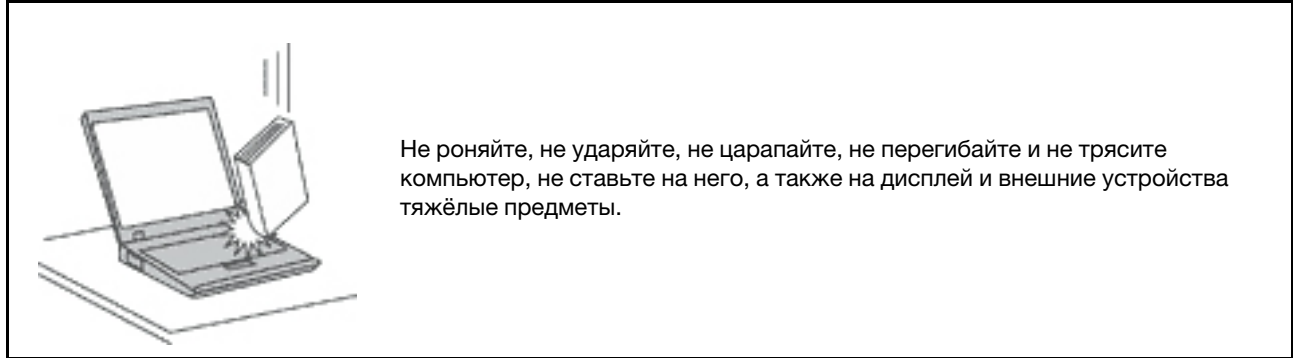 Не роняйте, не ударяйте, не царапайте, не перегибайте и не трясите
компьютер, не ставьте на него, а также на дисплей и внешние устройства
тяжёлые предметы.